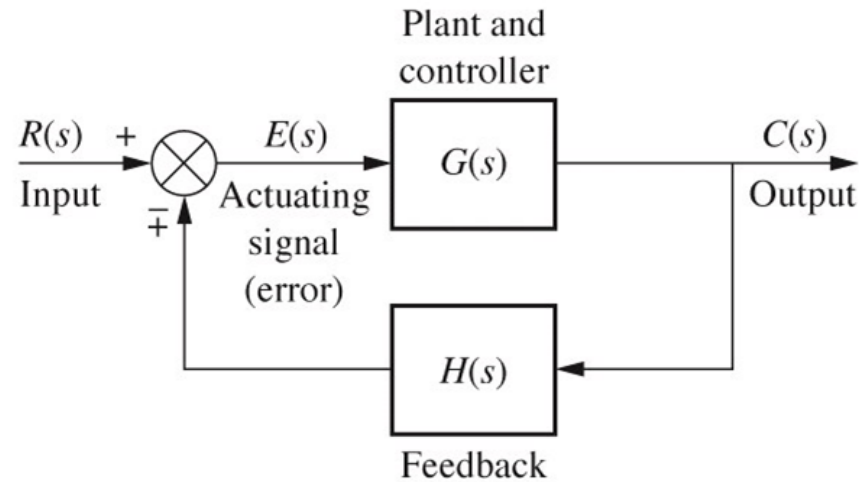 Plant and
controller
R(s) + E(s) G(s) C(s)
Input ∓ Actuating Output
signal
(error)
H(s)
Feedback